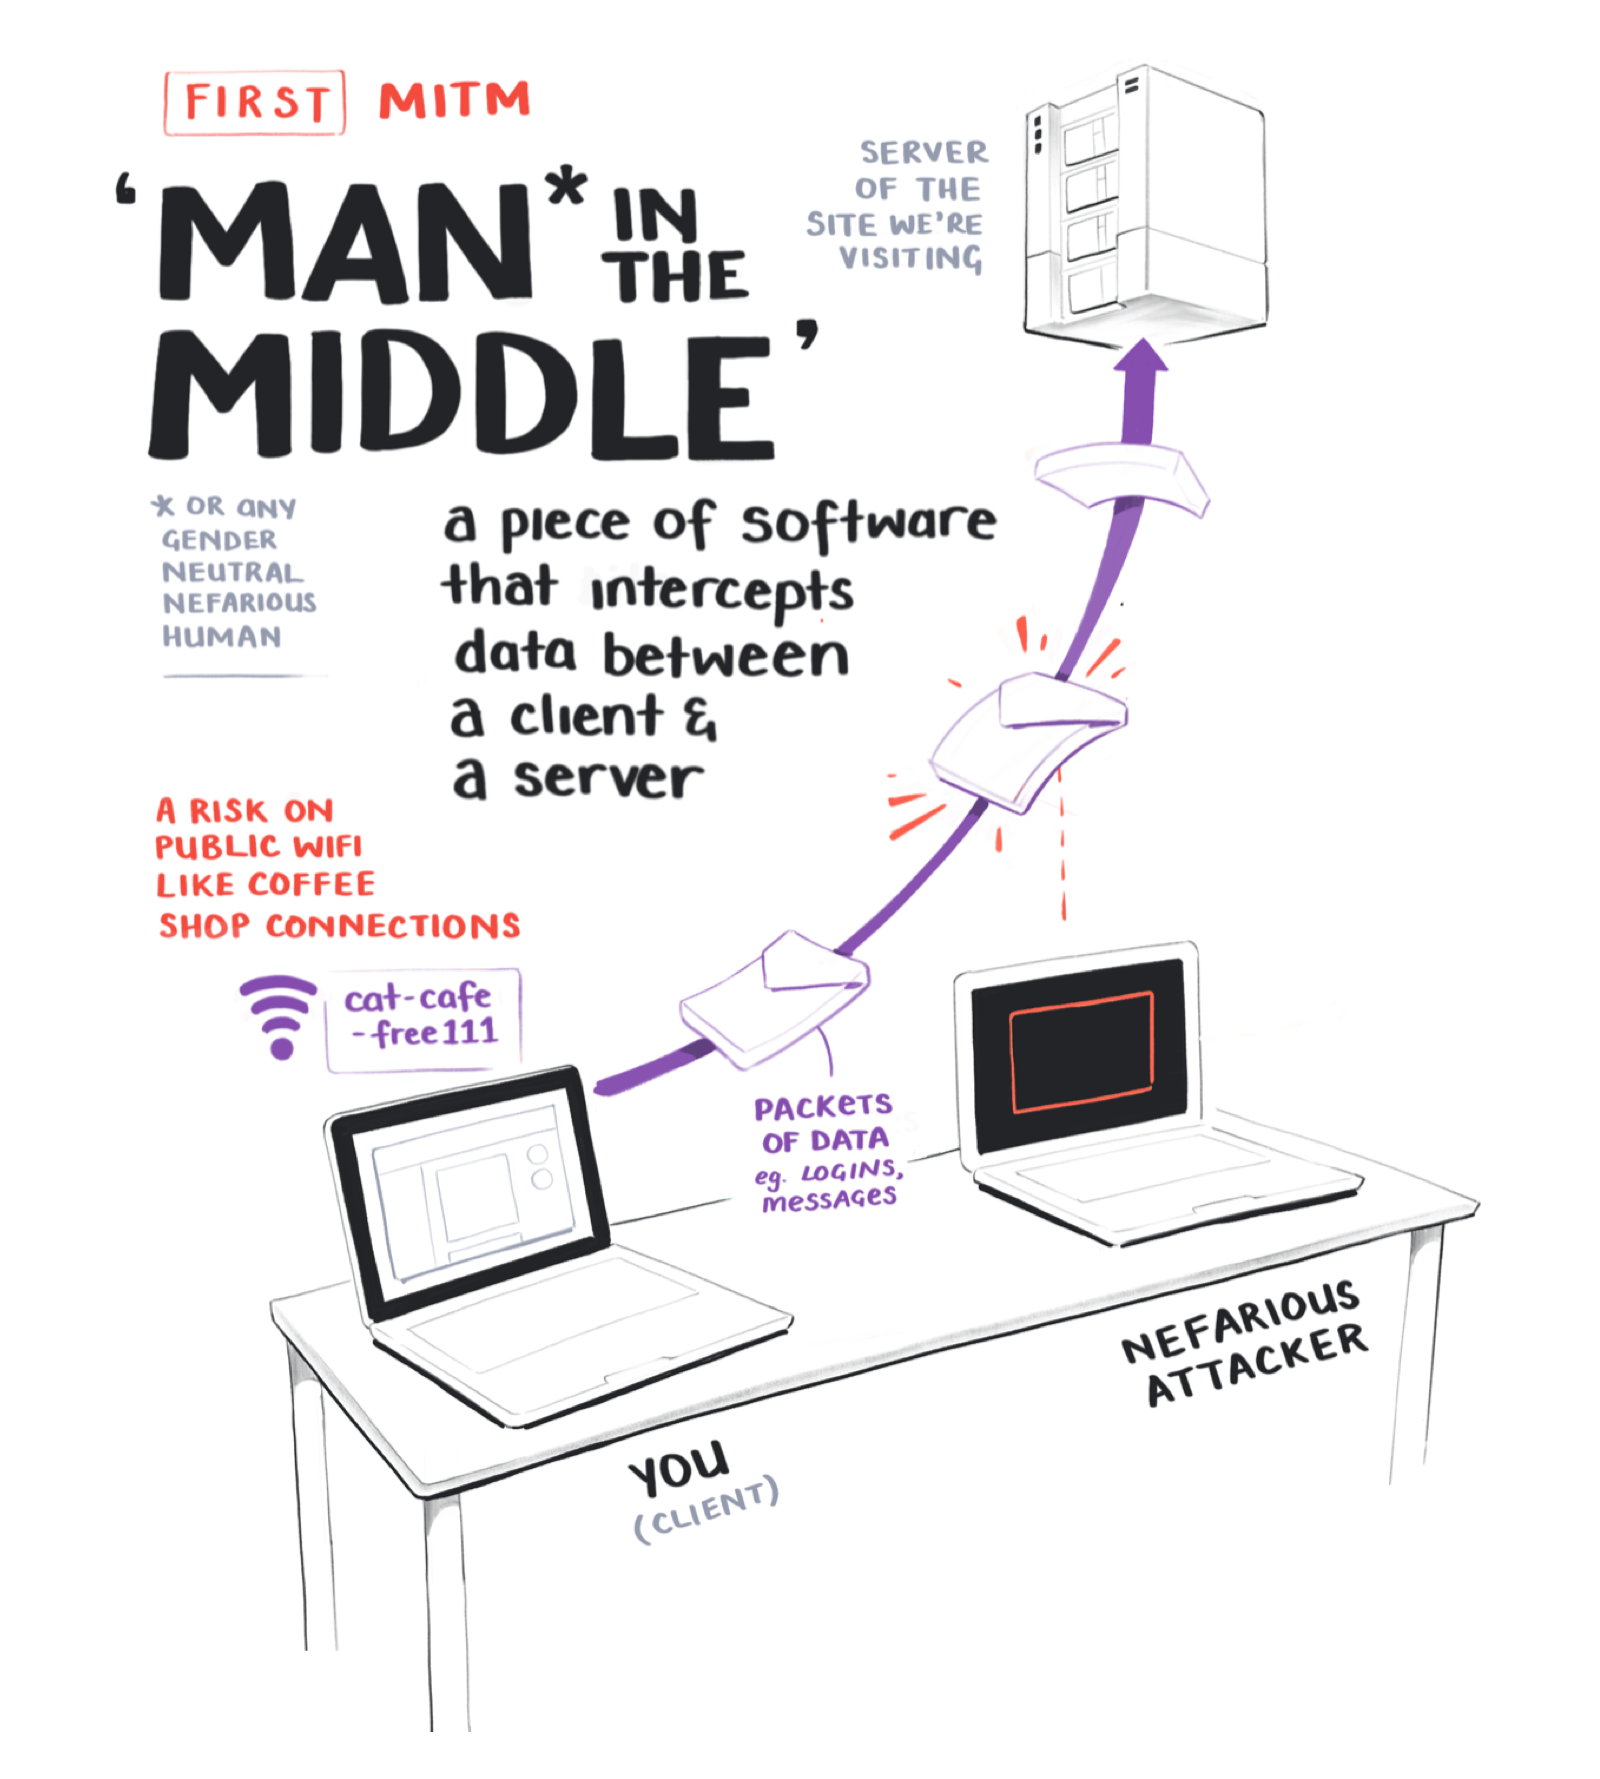 FIRST MITM
'MAN* IN
THE
MIDDLE'
* OR ANY
GENDER
NEUTRAL
NEFARIOUS
HUMAN
a piece of software
that intercepts
data between
a client &
a server
A RISK ON
PUBLIC WIFI
LIKE COFFEE
SHOP CONNECTIONS
cat-cafe
-free111
SERVER
OF THE
SITE WE'RE
VISITING
PACKETS
OF DATA
eg. LOGINS,
MESSAGES
YOU
(CLIENT)
NEFARIOUS
ATTACKER